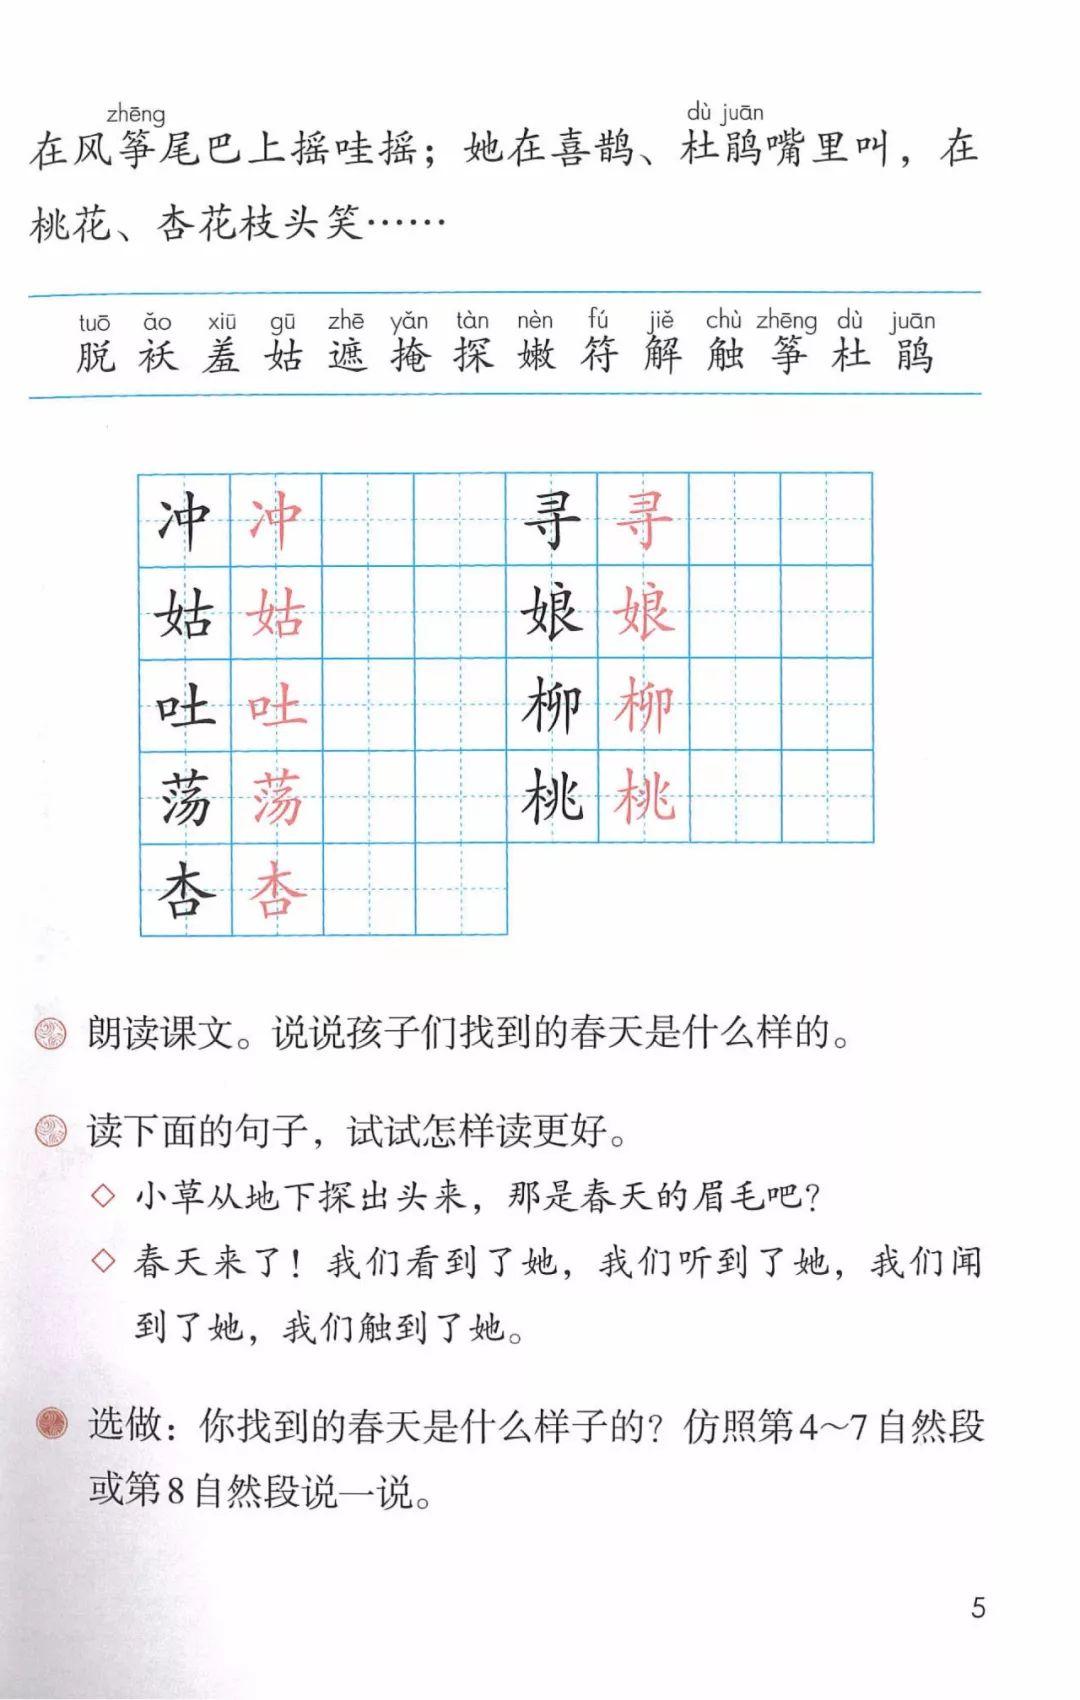 zhēng dù juān
在风筝尾巴上摇哇摇；她在喜鹊、杜鹃嘴里叫，在
桃花、杏花枝头笑……
tuō ǎo xiū gū zhē yǎn tàn nèn fú jiě chù zhēng dù juān
脱 袄 羞 姑 遮 掩 探 嫩 符 解 触 筝 杜 鹃
冲 冲 寻 寻
姑 姑 娘 娘
吐 吐 柳 柳
荡 荡 桃 桃
杏 杏
朗读课文。说说孩子们找到的春天是什么样的。
读下面的句子，试试怎样读更好。
◇ 小草从地下探出头来，那是春天的眉毛吧？
◇ 春天来了！我们看到了她，我们听到了她，我们闻
到了她，我们触到了她。
选做：你找到的春天是什么样子的？仿照第4～7自然段
或第8自然段说一说。
5